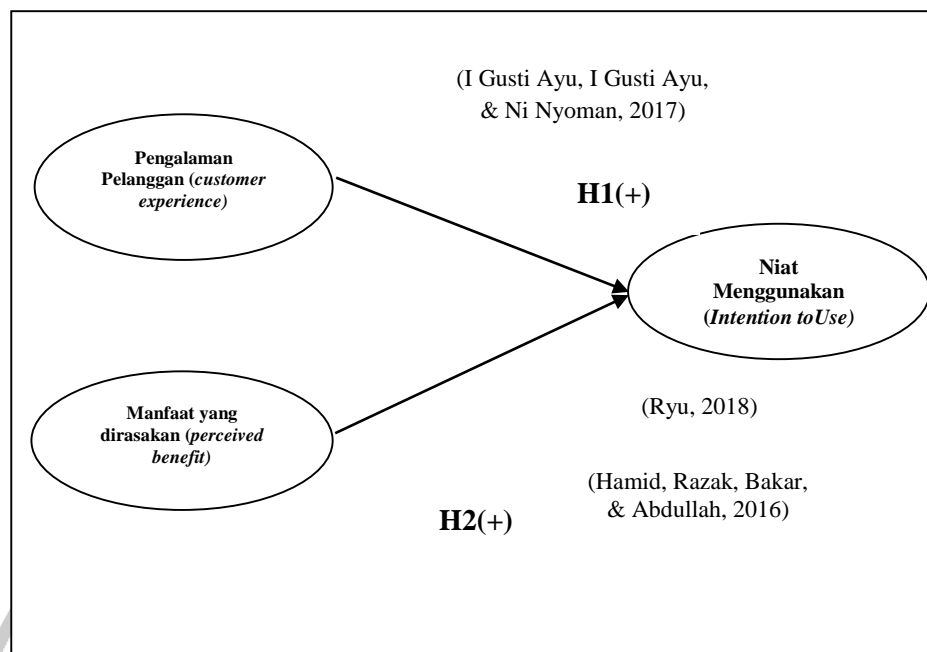 (I Gusti Ayu, I Gusti Ayu,
& Ni Nyoman, 2017)
Pengalaman
Pelanggan (customer
experience)
H1(+)
Niat
Menggunakan
(Intention toUse)
Manfaat yang
dirasakan (perceived
benefit)
(Ryu, 2018)
(Hamid, Razak, Bakar,
& Abdullah, 2016)
H2(+)